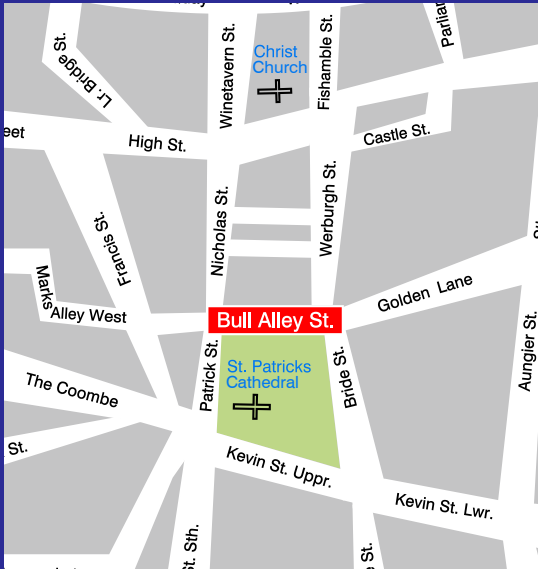 Lr. Bridge St.
Winetavern St.
Christ
Church
Fishamble St.
High St.
Castle St.
Nicholas St.
Werburgh St.
Francis St.
Marks
Alley West
Bull Alley St.
Golden Lane
Aungier St.
The Coombe
Patrick St.
St. Patricks
Cathedral
Bride St.
St.
Kevin St. Uppr.
Kevin St. Lwr.
St. Sth.
St.